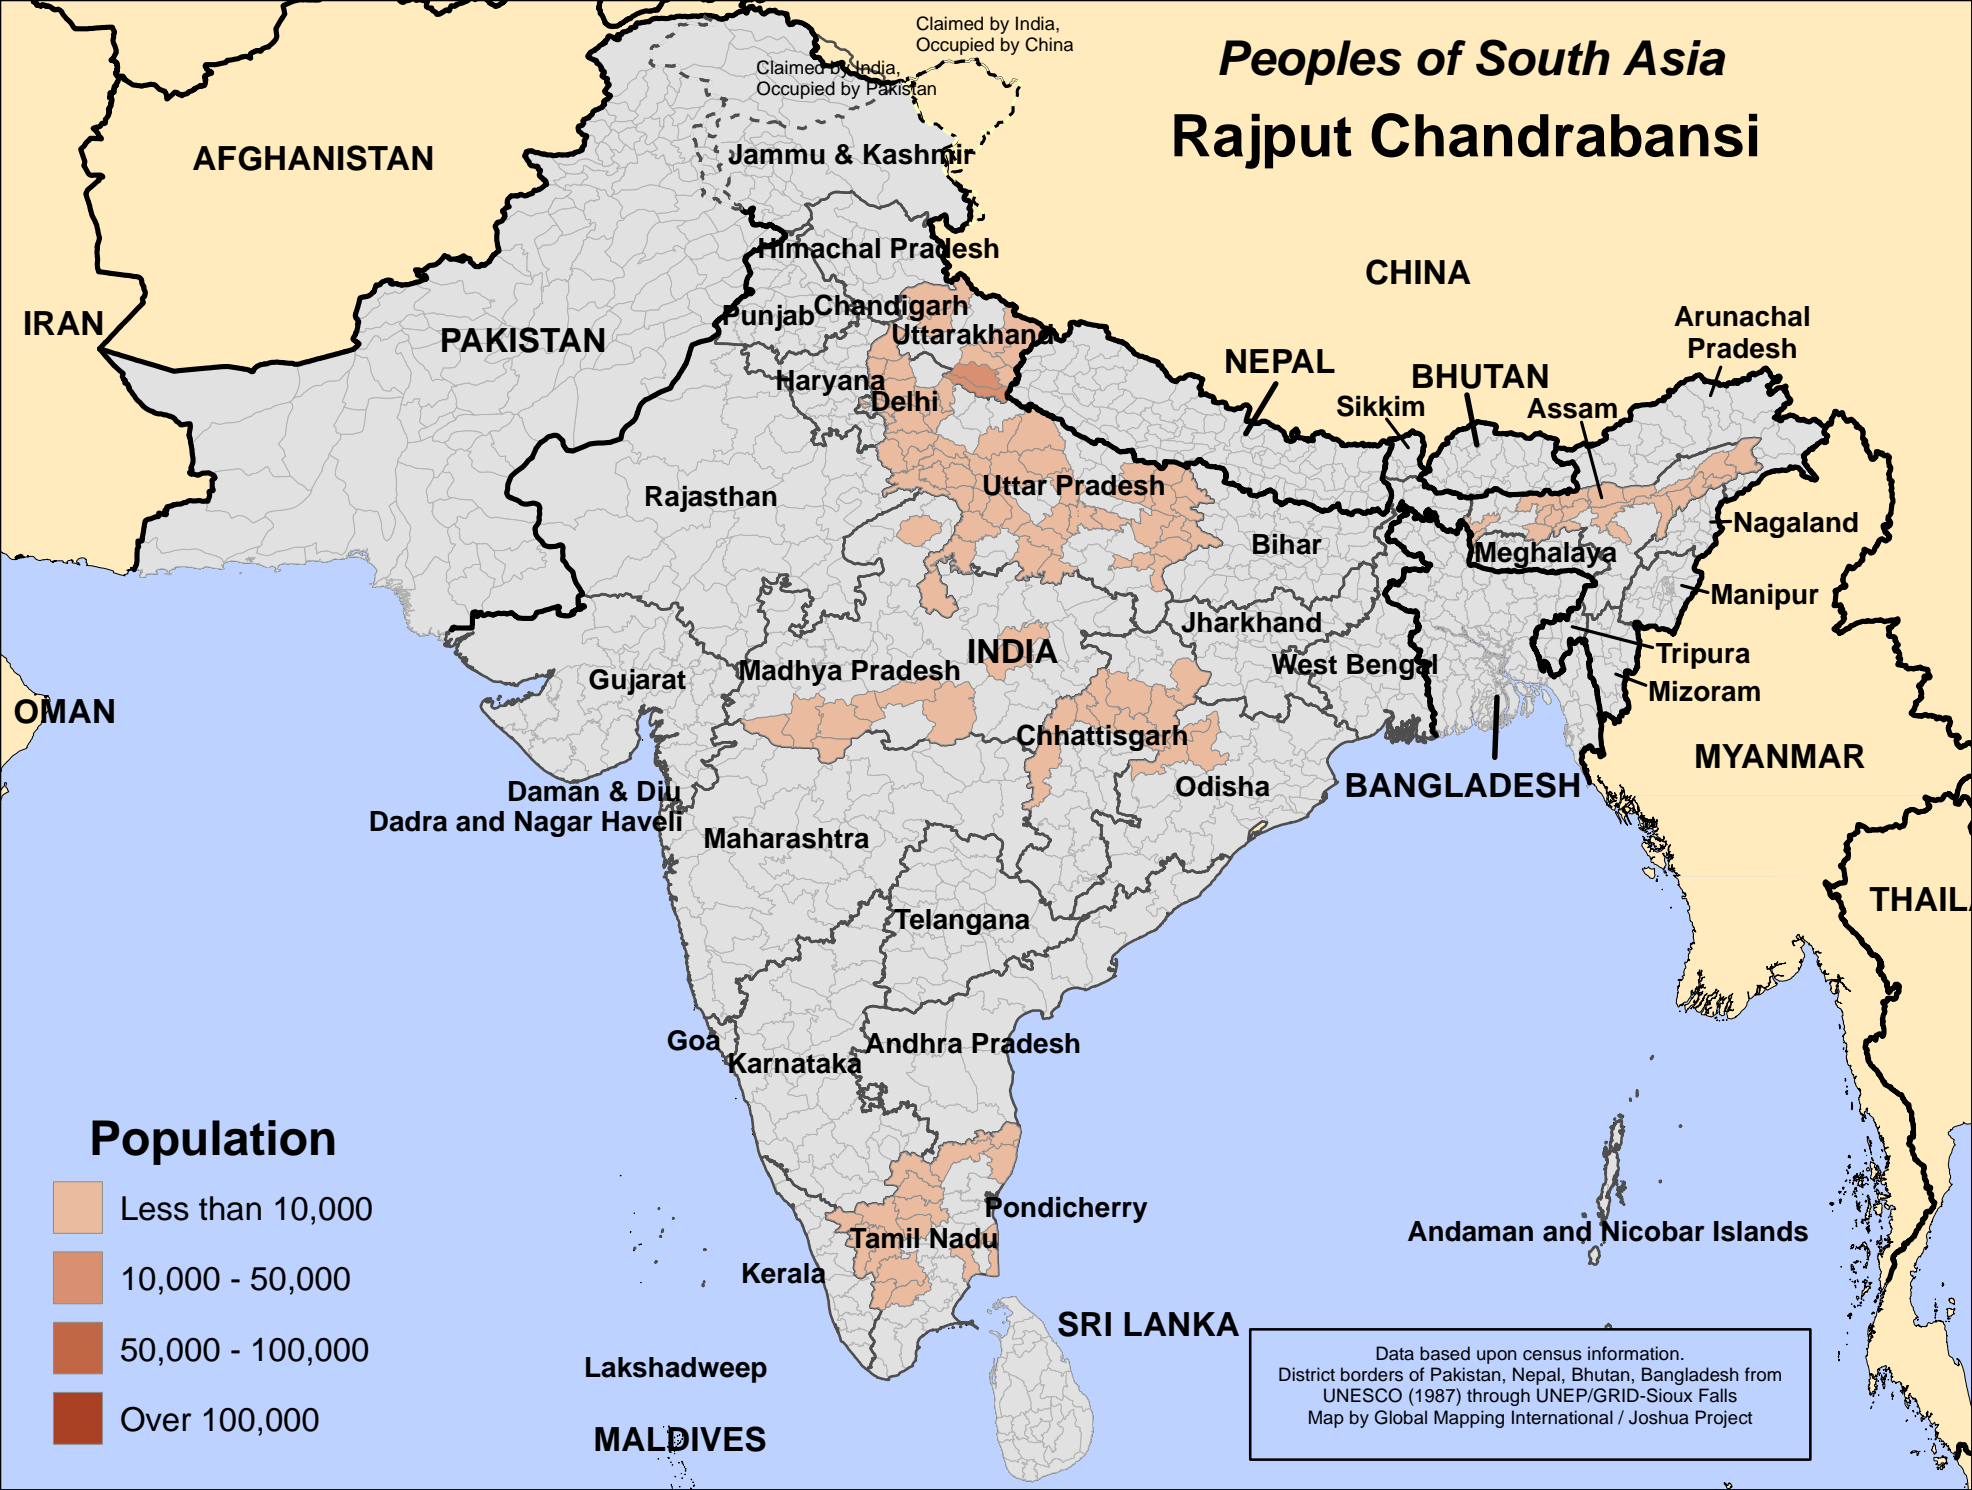 Claimed by India,
Occupied by China
Peoples of South Asia
Claimed by India,
Occupied by Pakistan
Rajput Chandrabansi
AFGHANISTAN
Jammu & Kashmir
Himachal Pradesh
CHINA
IRAN
PAKISTAN
Punjab
Chandigarh
Uttarakhand
Arunachal
Pradesh
NEPAL
BHUTAN
Haryana
Delhi
Sikkim
Assam
Rajasthan
Uttar Pradesh
Bihar
Meghalaya
Nagaland
Manipur
Jharkhand
INDIA
Gujarat
Madhya Pradesh
West Bengal
Tripura
Mizoram
OMAN
Chhattisgarh
MYANMAR
Daman & Diu
Dadra and Nagar Haveli
Odisha
BANGLADESH
Maharashtra
Telangana
THAIL
Goa
Karnataka
Andhra Pradesh
Population
Less than 10,000
10,000 - 50,000
50,000 - 100,000
Over 100,000
Pondicherry
Tamil Nadu
Kerala
Andaman and Nicobar Islands
SRI LANKA
Lakshadweep
MALDIVES
Data based upon census information.
District borders of Pakistan, Nepal, Bhutan, Bangladesh from
UNESCO (1987) through UNEP/GRID-Sioux Falls
Map by Global Mapping International / Joshua Project